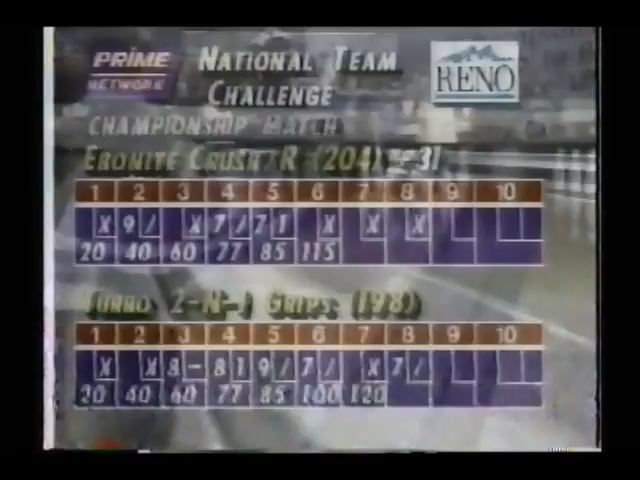 PRIME
NETWORK
NATIONAL TEAM
CHALLENGE
RENO
CHAMPIONSHIP MATCH
EBONITE CRUSH/R (204) +31
1 2 3 4 5 6 7 8 9 10
X 9 / X 7 / 7 1 X X X
20 40 60 77 85 115
TURBO 2-N-1 GRIPS (198)
1 2 3 4 5 6 7 8 9 10
X X 8 - 8 1 9 / 7 / X 7 /
20 40 60 77 85 100 120